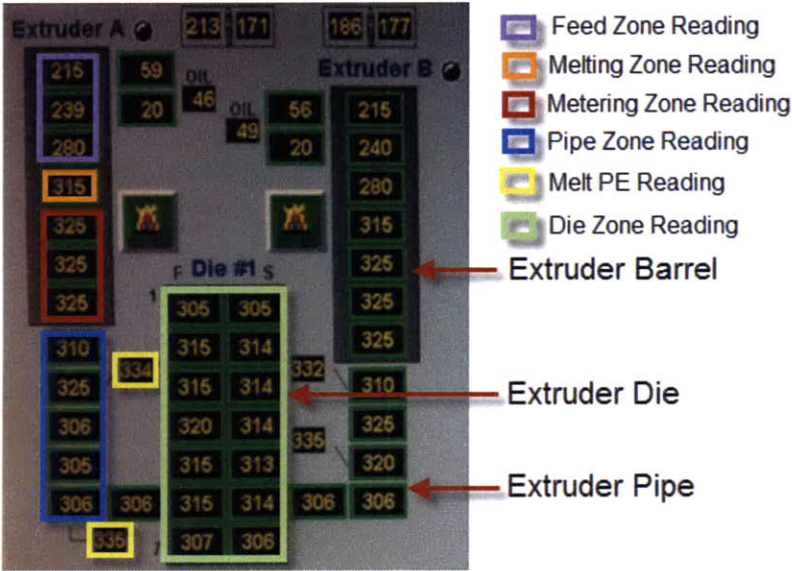 Extruder A 213 171 186 177
215 59 OIL 46
239 20
280
315
325
325
325
Extruder B
OIL 49 56 215
20 240
280
315
325
325
325
F Die #1 S
1 305 305
310 315 314 332 310
334
325 315 314 325
306 320 314 335 320
305 315 313
306 306 315 314 306 306
335 7 307 306
Feed Zone Reading
Melting Zone Reading
Metering Zone Reading
Pipe Zone Reading
Melt PE Reading
Die Zone Reading
Extruder Barrel
Extruder Die
Extruder Pipe